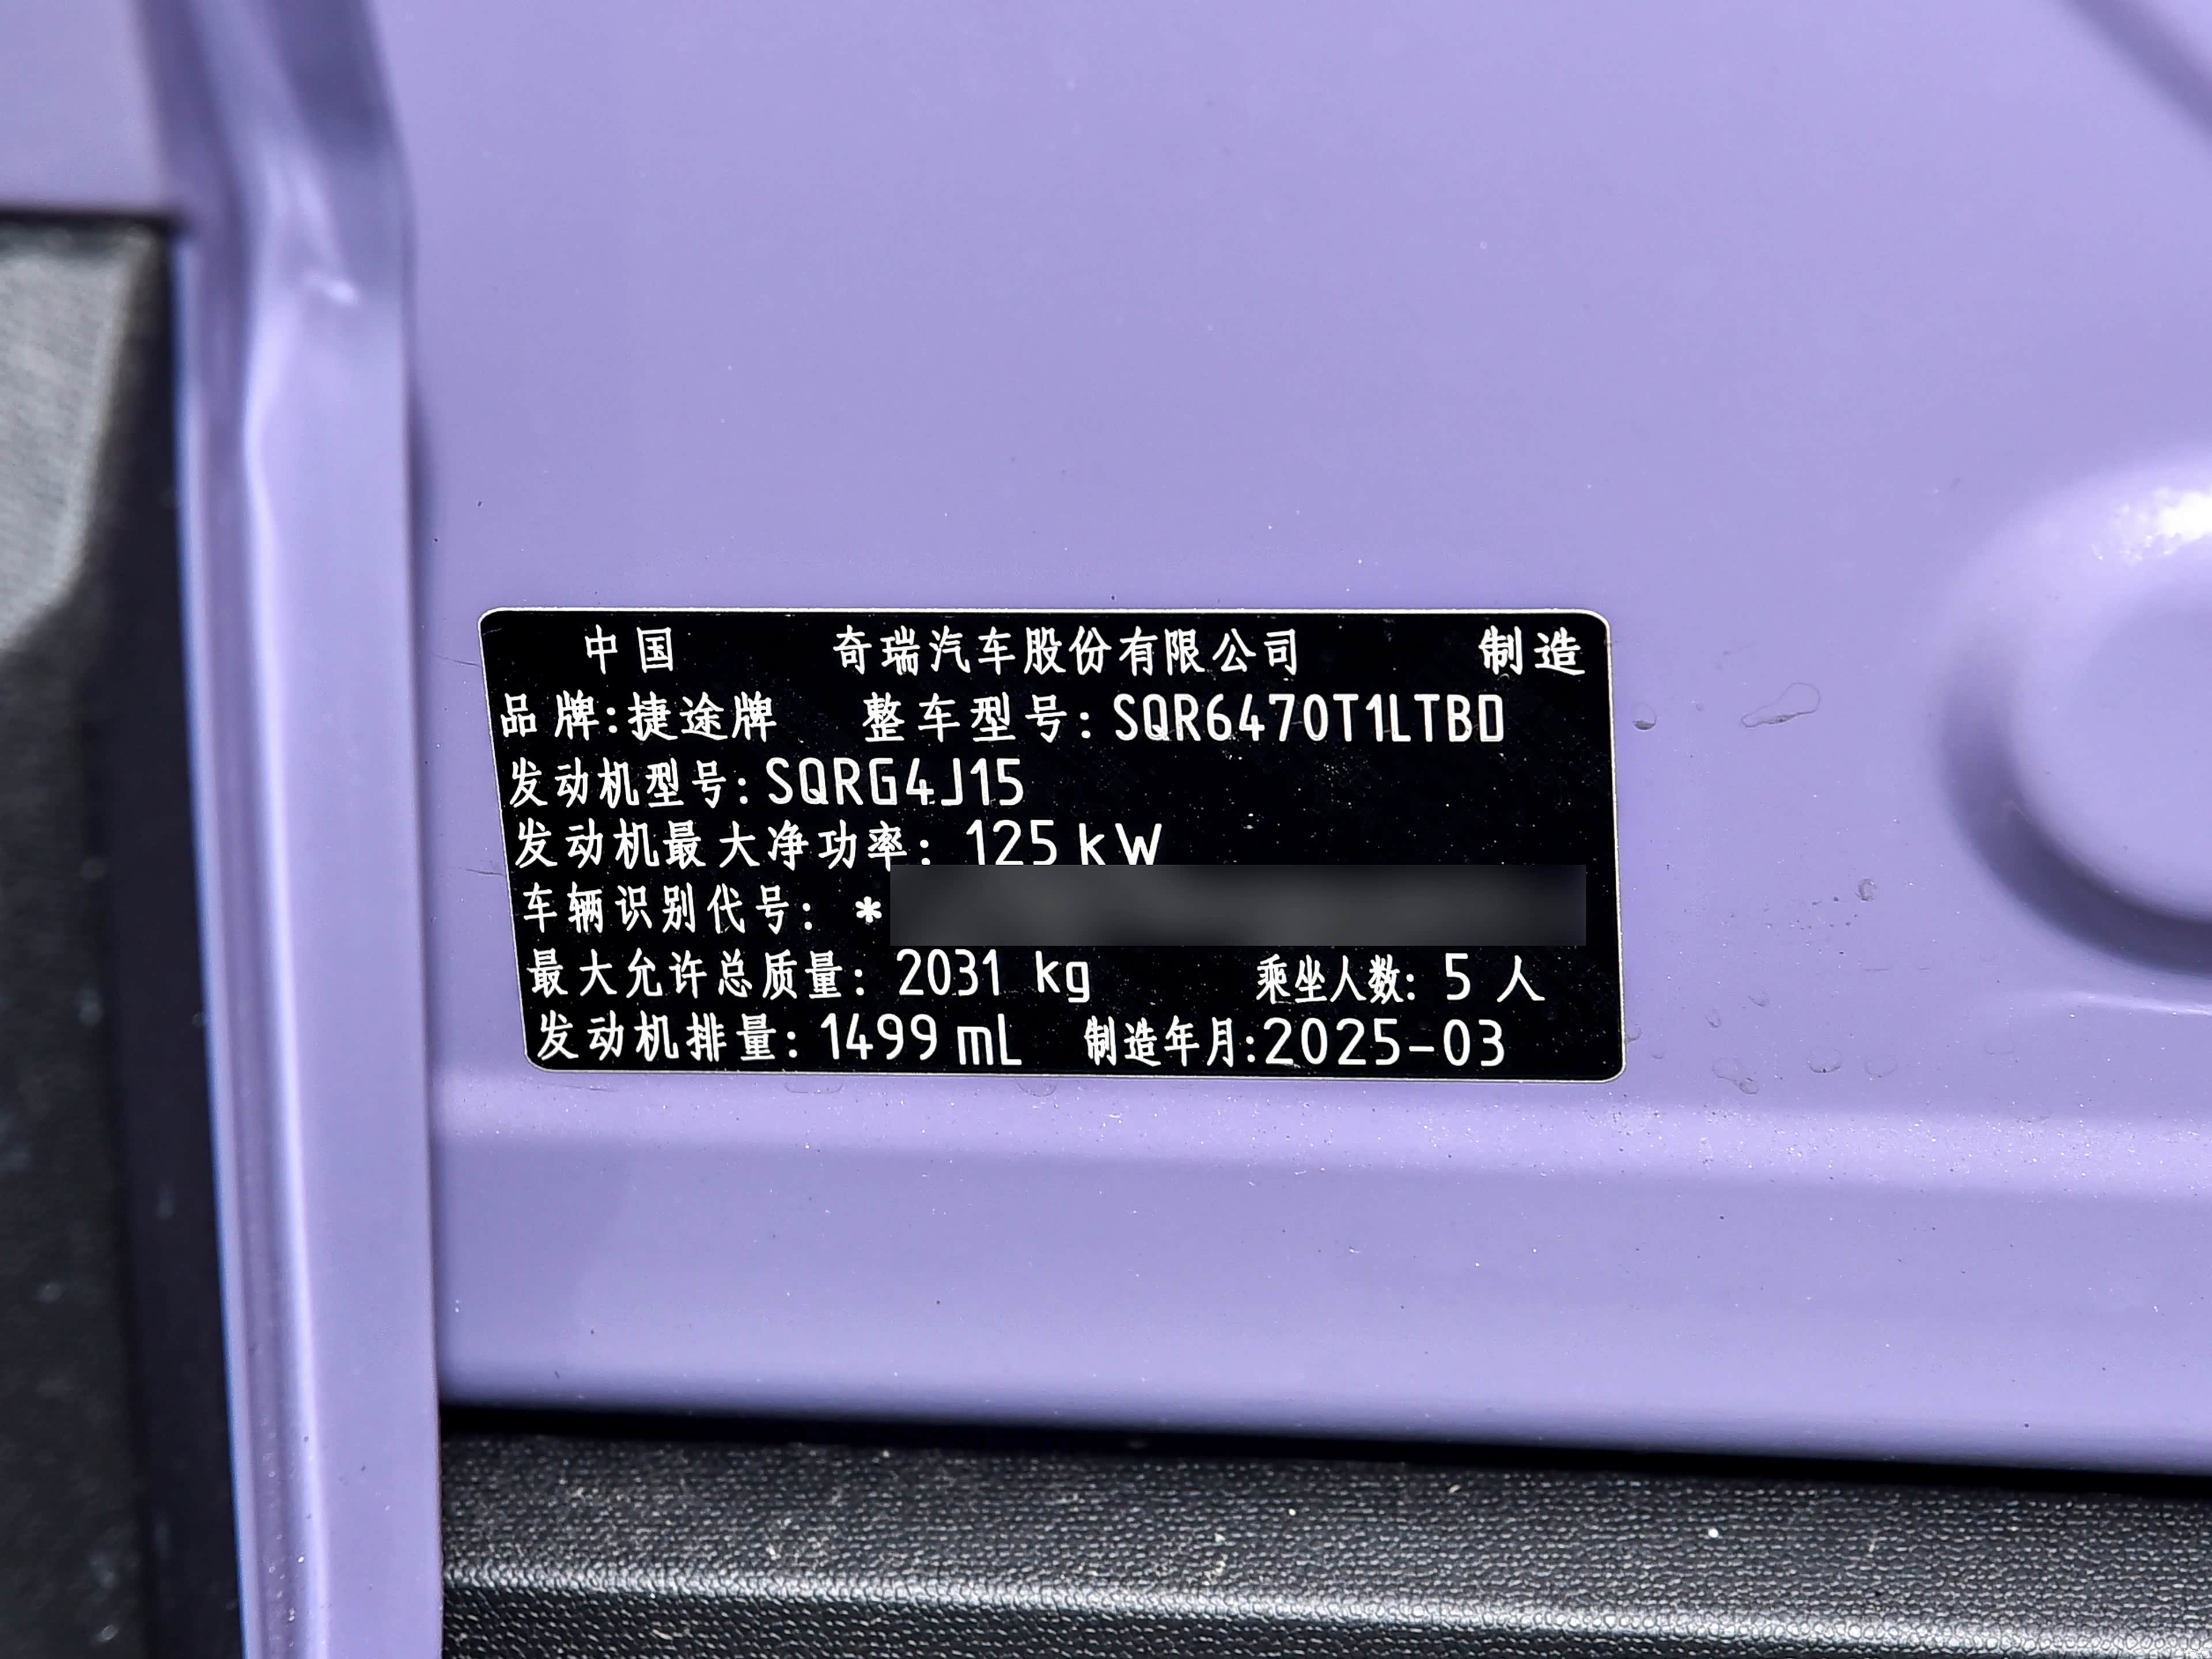 中国 奇瑞汽车股份有限公司 制造
品牌:捷途牌 整车型号: SQR6470T1LTBD
发动机型号: SQRG4J15
发动机最大净功率: 125 kW
车辆识别代号: *
最大允许总质量: 2031 kg 乘坐人数: 5 人
发动机排量: 1499 mL 制造年月:2025-03